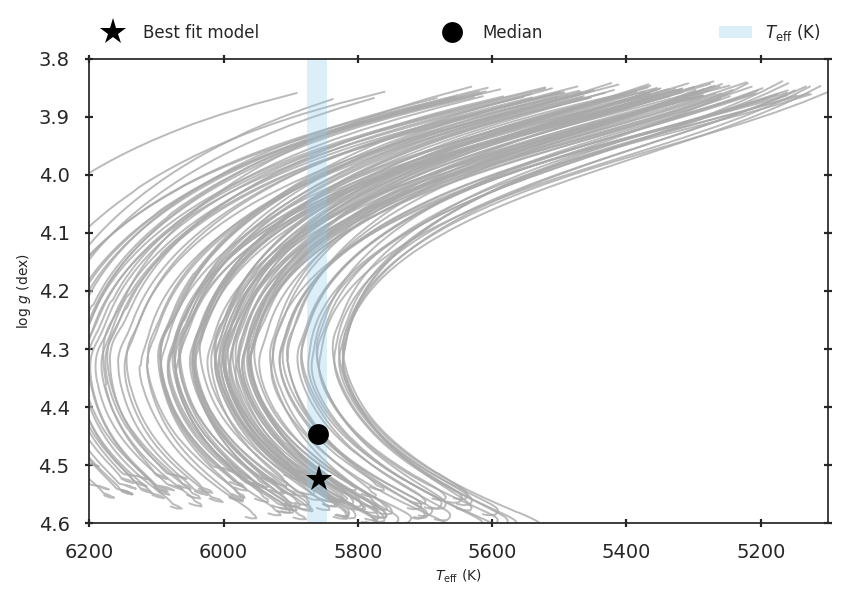 Best fit model Median T_eff (K)
3.8
3.9
4.0
4.1
4.2
4.3
4.4
4.5
4.6
log g (dex)
6200 6000 5800 5600 5400 5200
T_eff (K)